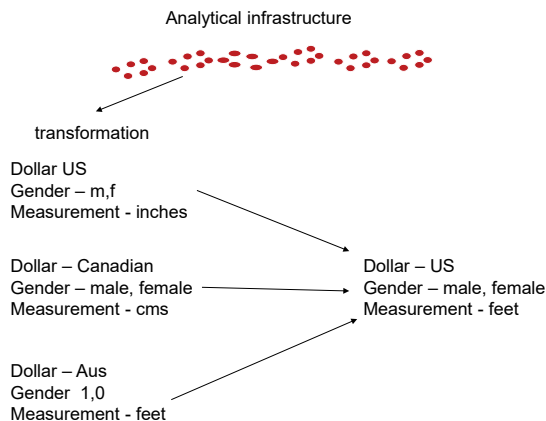 Analytical infrastructure
transformation
Dollar US
Gender – m,f
Measurement - inches
Dollar – Canadian
Gender – male, female
Measurement - cms
Dollar – Aus
Gender  1,0
Measurement - feet
Dollar – US
Gender – male, female
Measurement - feet